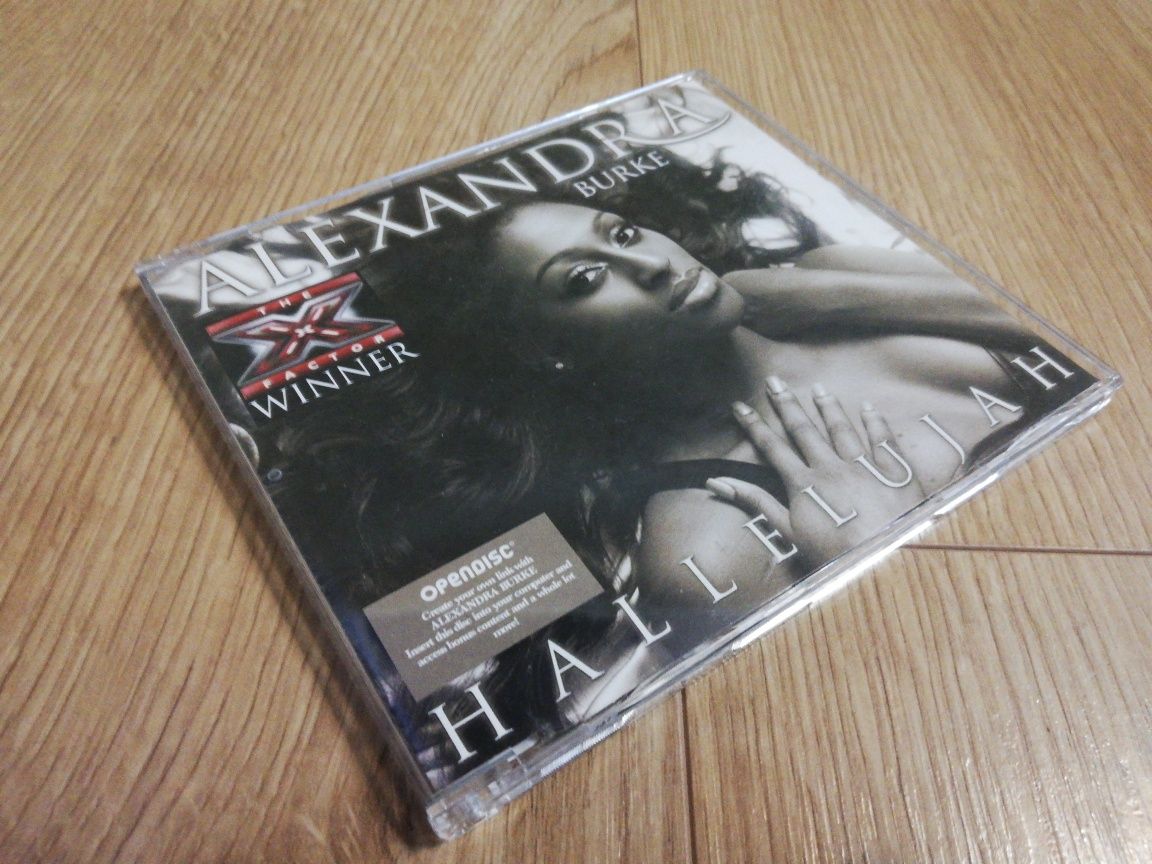 ALEXANDRA
BURKE
THE
X
FACTOR
WINNER
OPENDISC
Create your own link with
ALEXANDRA BURKE
Insert this disc into your computer and
access bonus content and a whole lot
more!
HALLELUJAH